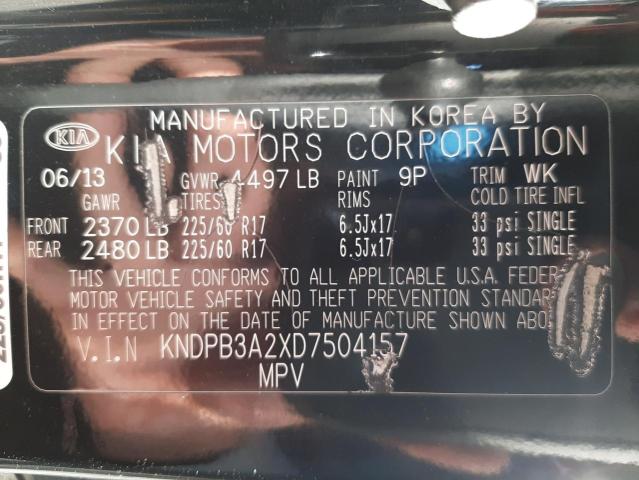 MANUFACTURED IN KOREA BY
KIA KIA MOTORS CORPORATION
06/13 GVWR 4497 LB PAINT 9P TRIM WK
GAWR TIRES RIMS COLD TIRE INFL
FRONT 2370 LB 225/60 R17 6.5Jx17 33 psi SINGLE
REAR 2480 LB 225/60 R17 6.5Jx17 33 psi SINGLE
THIS VEHICLE CONFORMS TO ALL APPLICABLE U.S.A. FEDER
MOTOR VEHICLE SAFETY AND THEFT PREVENTION STANDAR
IN EFFECT ON THE DATE OF MANUFACTURE SHOWN ABO
V.I.N KNDPB3A2XD7504157
MPV